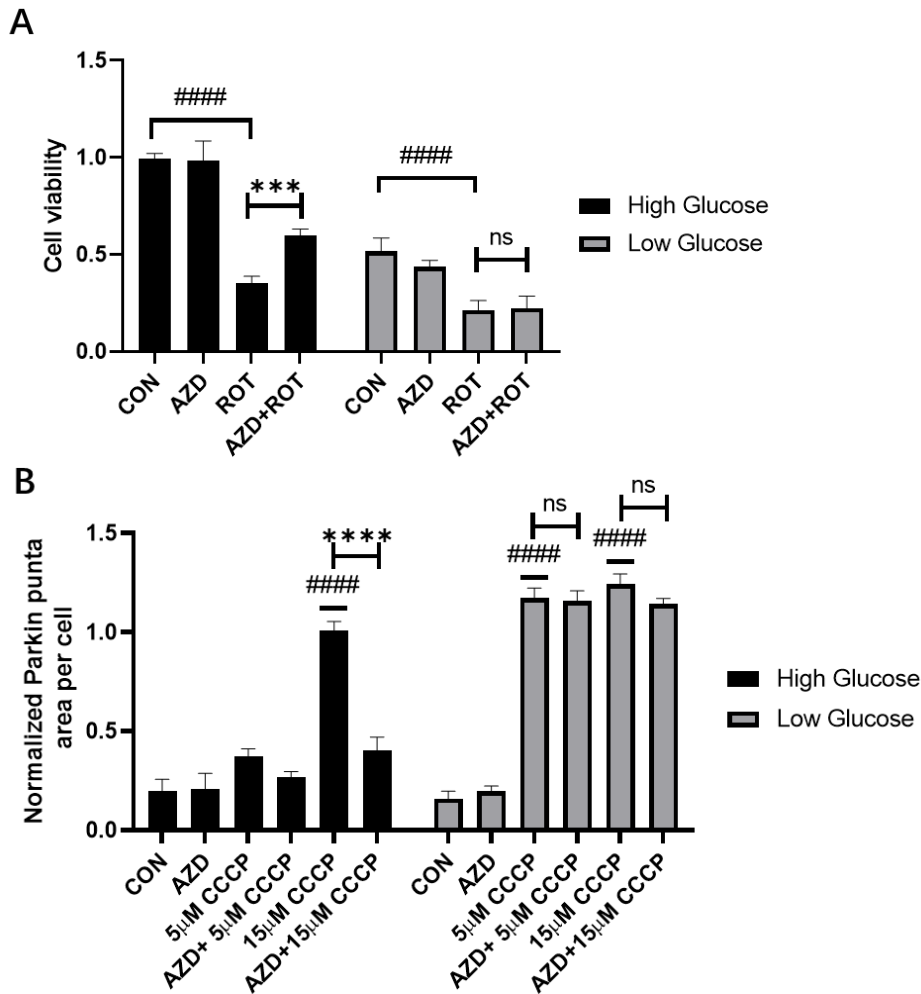 A
1.5
1.0
0.5
0.0
Cell viability
####
***
####
ns
CON
AZD
ROT
AZD+ROT
CON
AZD
ROT
AZD+ROT
High Glucose
Low Glucose
B
1.5
1.0
0.5
0.0
Normalized Parkin punta
area per cell
####
****
####
ns
####
ns
CON
AZD
5μM CCCP
AZD+ 5μM CCCP
15μM CCCP
AZD+15μM CCCP
CON
AZD
5μM CCCP
AZD+ 5μM CCCP
15μM CCCP
AZD+15μM CCCP
High Glucose
Low Glucose